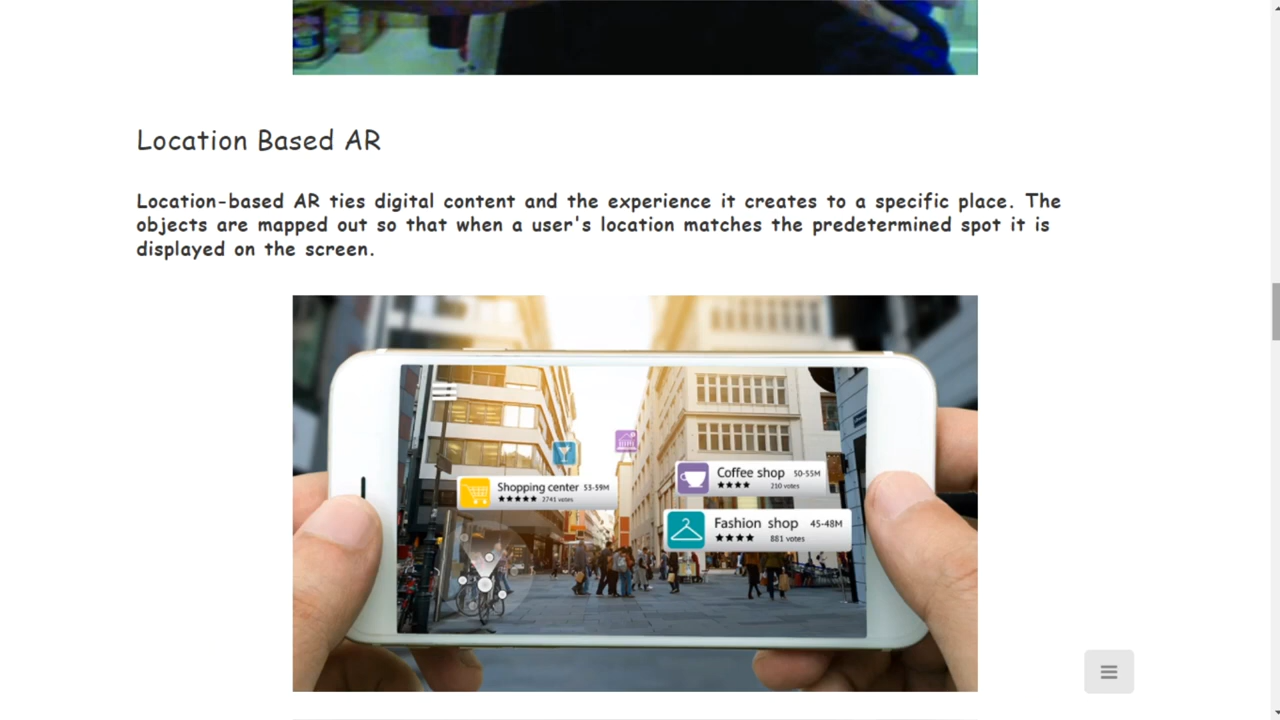 Location Based AR
Location-based AR ties digital content and the experience it creates to a specific place. The
objects are mapped out so that when a user's location matches the predetermined spot it is
displayed on the screen.
Coffee shop 50-55M
210 votes
Shopping center 53-59M
2741 votes
Fashion shop 45-48M
881 votes